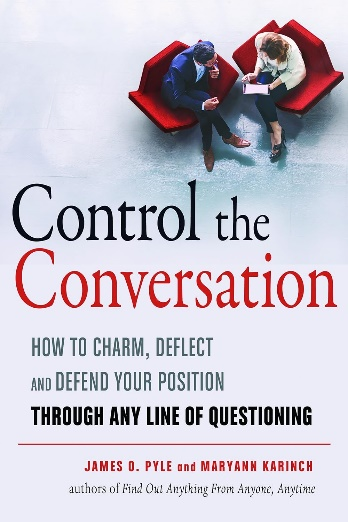 Control the
Conversation
HOW TO CHARM, DEFLECT
AND DEFEND YOUR POSITION
THROUGH ANY LINE OF QUESTIONING
JAMES O. PYLE and MARYANN KARINCH
authors of Find Out Anything From Anyone, Anytime